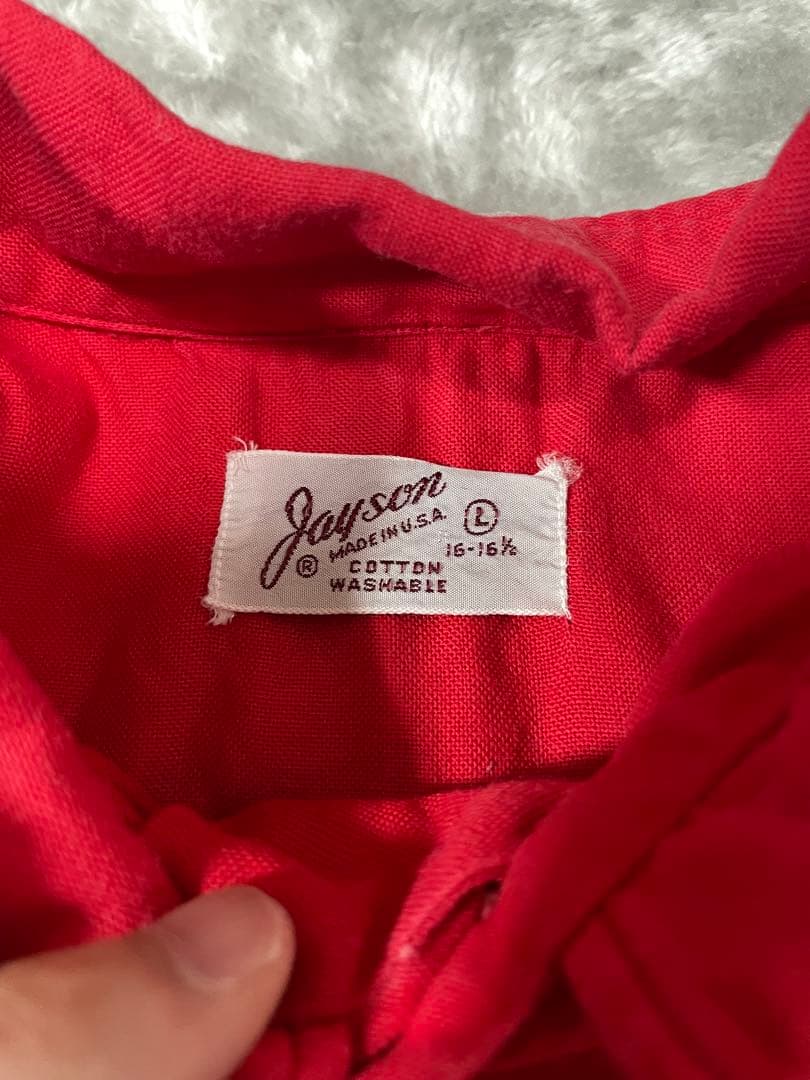 Jayson
MADE IN U.S.A.
® COTTON
WASHABLE
L
16-16½